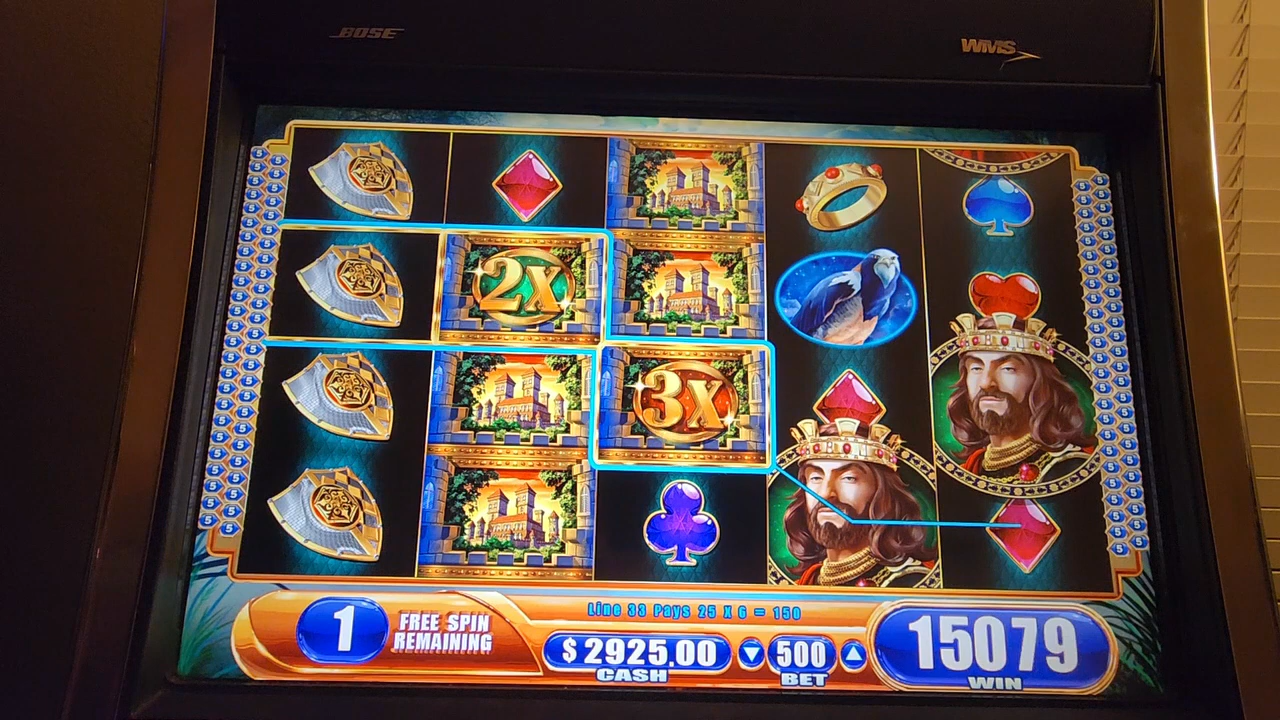 BOSE
WMS
2X
3X
Line 33 Pays 25 X 6 = 150
1
FREE SPIN
REMAINING
$ 2925.00
CASH
500
BET
15079
WIN